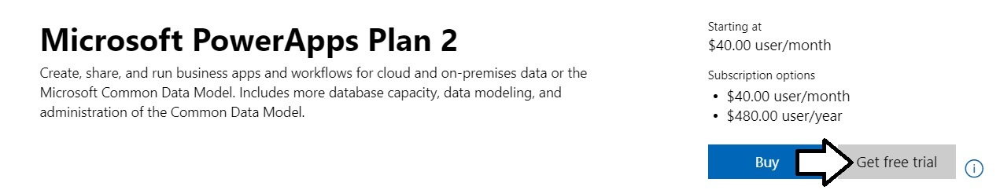 Microsoft PowerApps Plan 2
Create, share, and run business apps and workflows for cloud and on-premises data or the
Microsoft Common Data Model. Includes more database capacity, data modeling, and
administration of the Common Data Model.
Starting at
$40.00 user/month
Subscription options
• $40.00 user/month
• $480.00 user/year
Buy
Get free trial